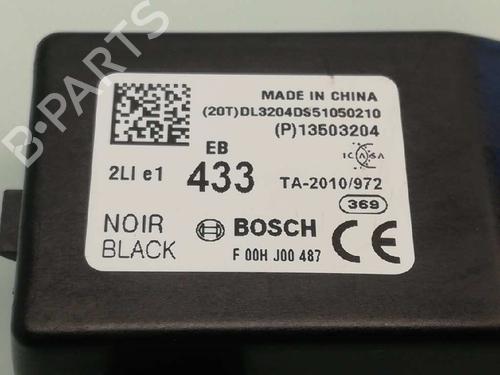 B-PARTS
MADE IN CHINA
(20T)DL3204DS51050210
(P)13503204
EB
ICASA
2LI e1
433
TA-2010/972
369
NOIR
BLACK
BOSCH
CE
F 00H J00 487